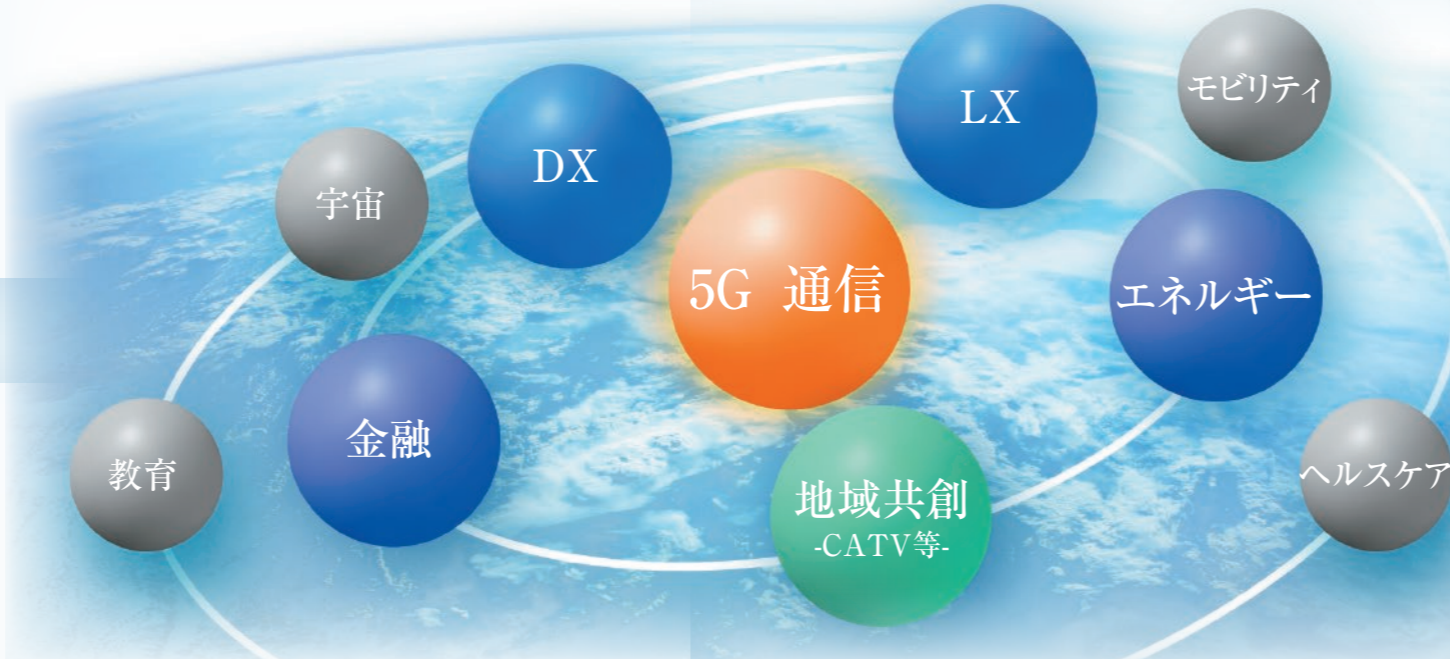 LX
モビリティ
DX
宇宙
5G 通信
エネルギー
金融
教育
ヘルスケア
地域共創
-CATV等-